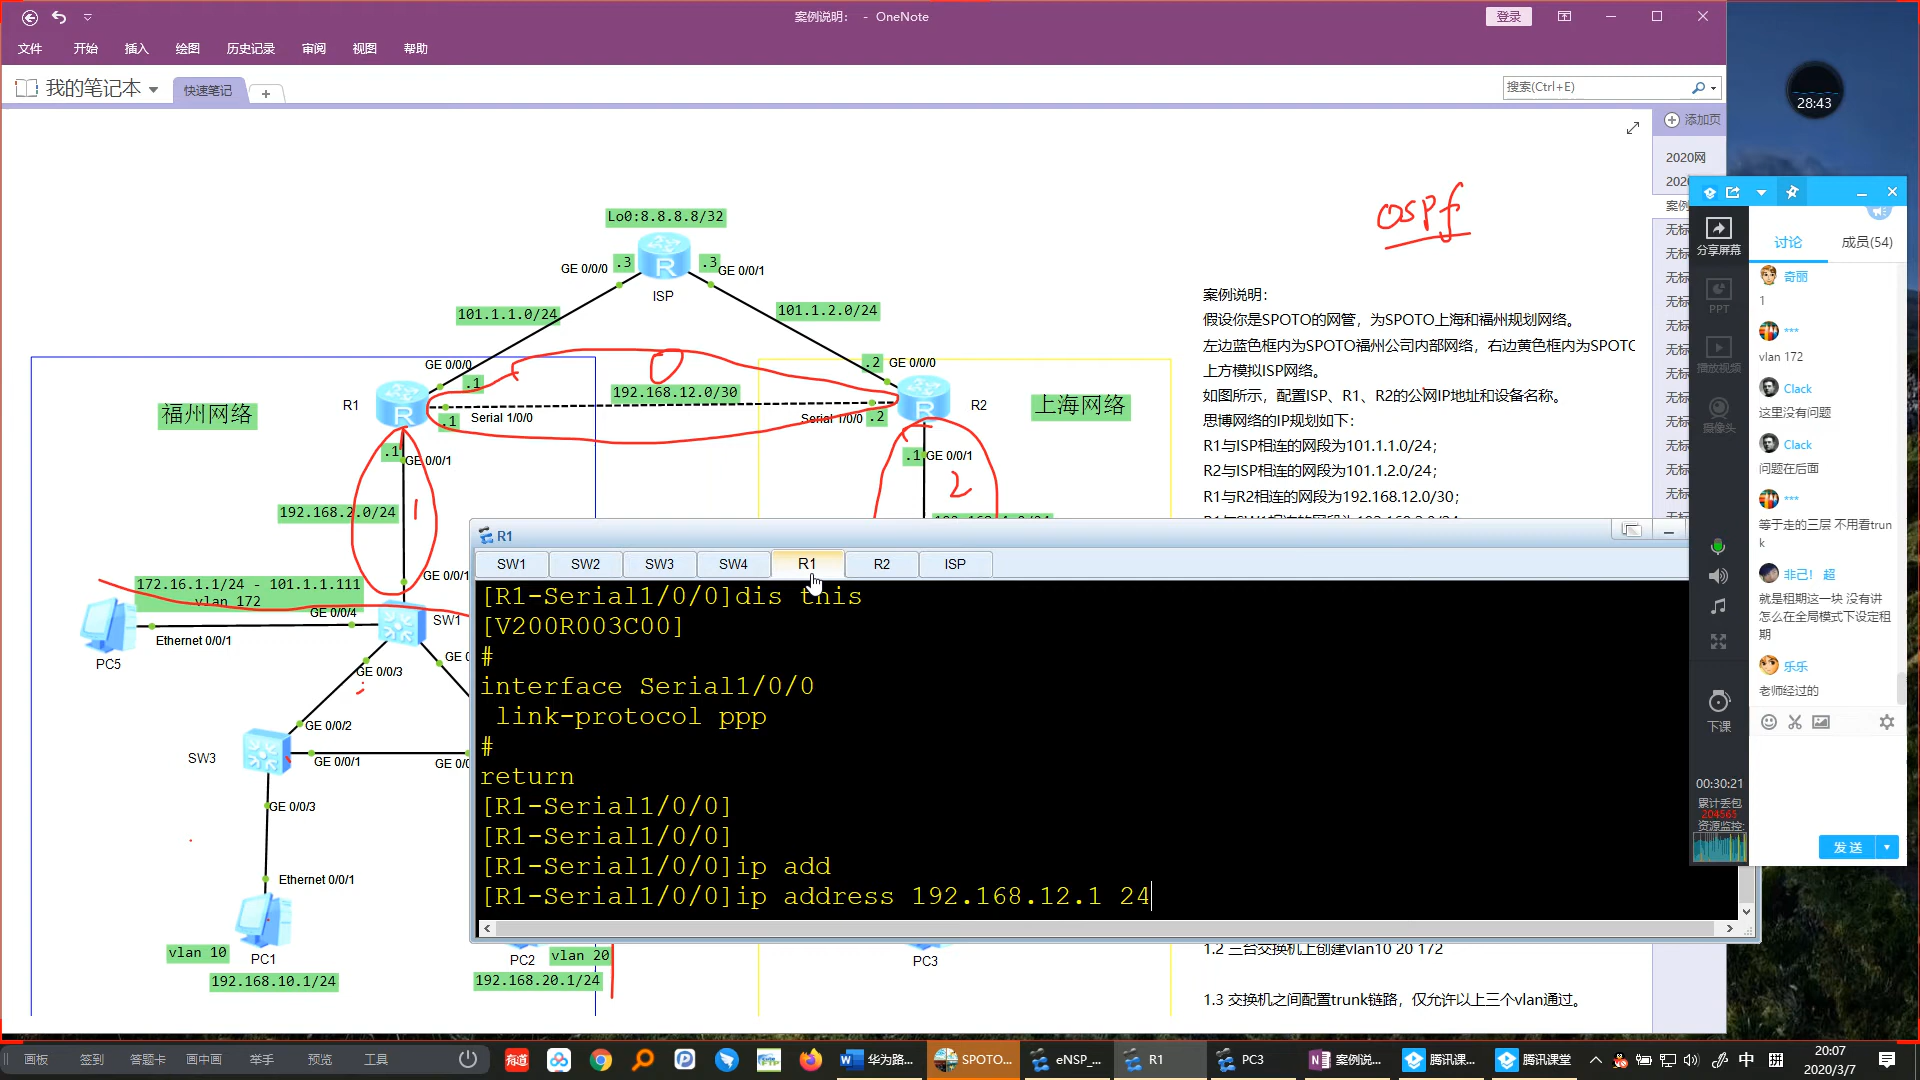 案例说明： - OneNote
登录
文件 开始 插入 绘图 历史记录 审阅 视图 帮助
我的笔记本
快速笔记
搜索(Ctrl+E)
28:43
添加页
2020网
案例
ospf
Lo0:8.8.8.8/32
GE 0/0/0 .3 .3 GE 0/0/1
ISP
101.1.1.0/24
101.1.2.0/24
GE 0/0/0 .1
.2 GE 0/0/0
0
192.168.12.0/30
福州网络
R1
.1 Serial 1/0/0
Serial 1/0/0 .2
R2
上海网络
.1 GE 0/0/1
.1 GE 0/0/1
192.168.2.0/24
1
2
172.16.1.1/24 - 101.1.1.111
vlan 172
GE 0/0/1
GE 0/0/4
SW1
Ethernet 0/0/1
PC5
GE 0/0/3
GE 0/0/2
SW3
GE 0/0/1
GE 0/0/3
Ethernet 0/0/1
vlan 10
PC1
192.168.10.1/24
PC2
vlan 20
192.168.20.1/24
PC3
案例说明：
假设你是SPOTO的网管，为SPOTO上海和福州规划网络。
左边蓝色框内为SPOTO福州公司内部网络，右边黄色框内为SPOTO
上方模拟ISP网络。
如图所示，配置ISP、R1、R2的公网IP地址和设备名称。
思博网络的IP规划如下：
R1与ISP相连的网段为101.1.1.0/24；
R2与ISP相连的网段为101.1.2.0/24；
R1与R2相连的网段为192.168.12.0/30；
1.2 三台交换机上创建vlan10 20 172
1.3 交换机之间配置trunk链路，仅允许以上三个vlan通过。
R1
SW1 SW2 SW3 SW4 R1 R2 ISP
[R1-Serial1/0/0]dis this
[V200R003C00]
#
interface Serial1/0/0
link-protocol ppp
#
return
[R1-Serial1/0/0]
[R1-Serial1/0/0]
[R1-Serial1/0/0]ip add
[R1-Serial1/0/0]ip address 192.168.12.1 24
分享屏幕
PPT
播放视频
摄像头
下课
00:30:21
累计丢包
204565
资源监控:
讨论 成员(54)
奇丽
1
***
vlan 172
Clack
这里没有问题
Clack
问题在后面
***
等于走的三层 不用看trun
k
非己！ 超
就是租期这一块 没有讲
怎么在全局模式下设定租
期
乐乐
老师经过的
发送
画板 签到 答题卡 画中画 举手 预览 工具
有道
华为路...
SPOTO...
eNSP_...
R1
PC3
案例说...
腾讯课...
腾讯课堂
中
拼
20:07
2020/3/7